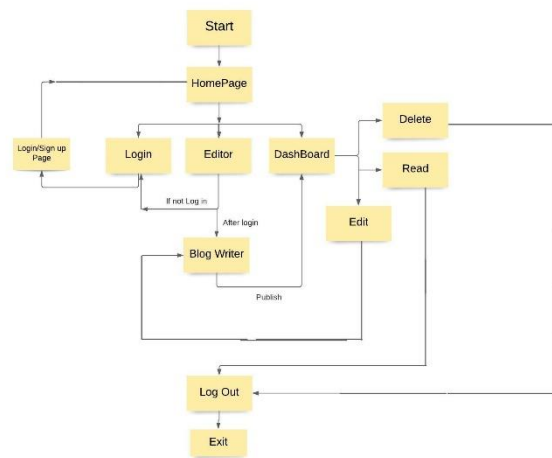 Start
HomePage
Login/Sign up
Page
Login
Editor
DashBoard
Delete
Read
If not Log in
After login
Edit
Blog Writer
Publish
Log Out
Exit